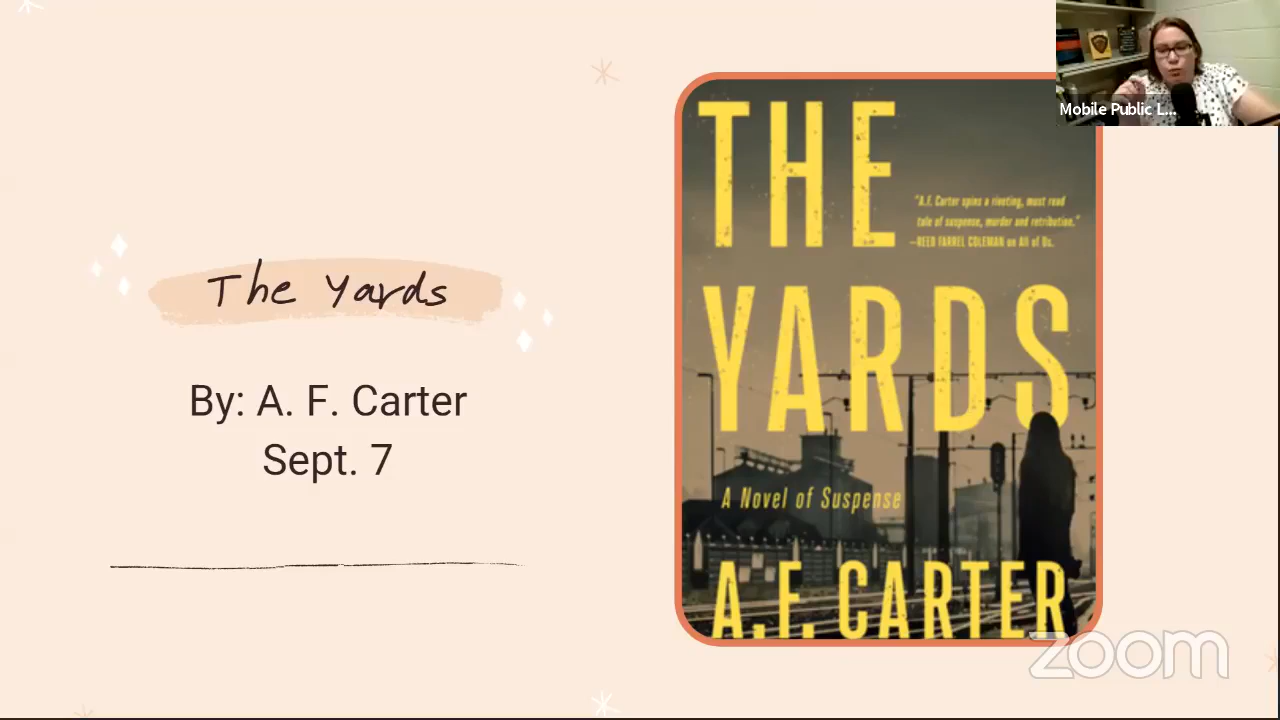 The Yards
By: A. F. Carter
Sept. 7
THE
"A.F. Carter spins a riveting, must read
tale of suspense, murder and retribution."
—REED FARREL COLEMAN on All of Us.
YARDS
A Novel of Suspense
A.F. CARTER
Mobile Public L...
zoom